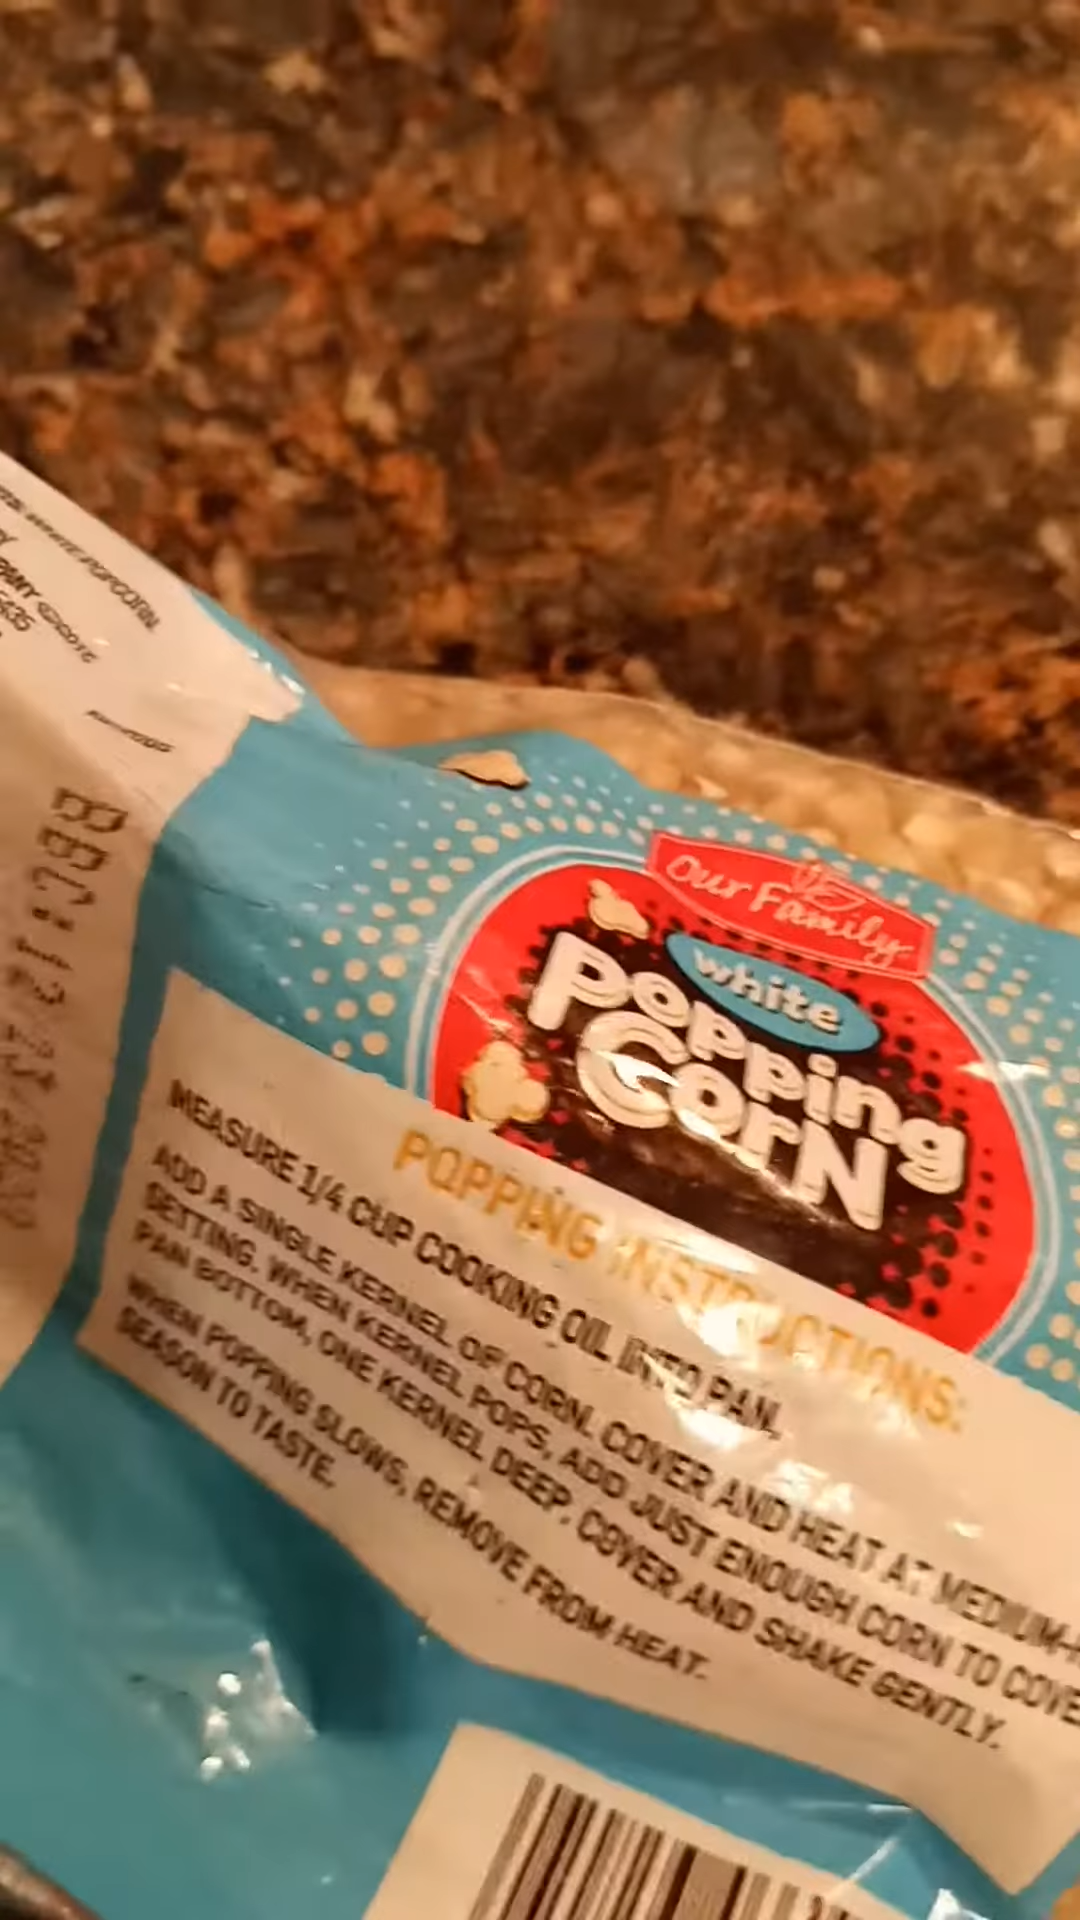 WHITE POPCORN
Our Family
white
POPPING
CORN
POPPING INSTRUCTIONS:
MEASURE 1/4 CUP COOKING OIL INTO PAN.
ADD A SINGLE KERNEL OF CORN. COVER AND HEAT AT MEDIUM-
SETTING. WHEN KERNEL POPS, ADD JUST ENOUGH CORN TO COVE
PAN BOTTOM, ONE KERNEL DEEP. COVER AND SHAKE GENTLY.
WHEN POPPING SLOWS, REMOVE FROM HEAT.
SEASON TO TASTE.